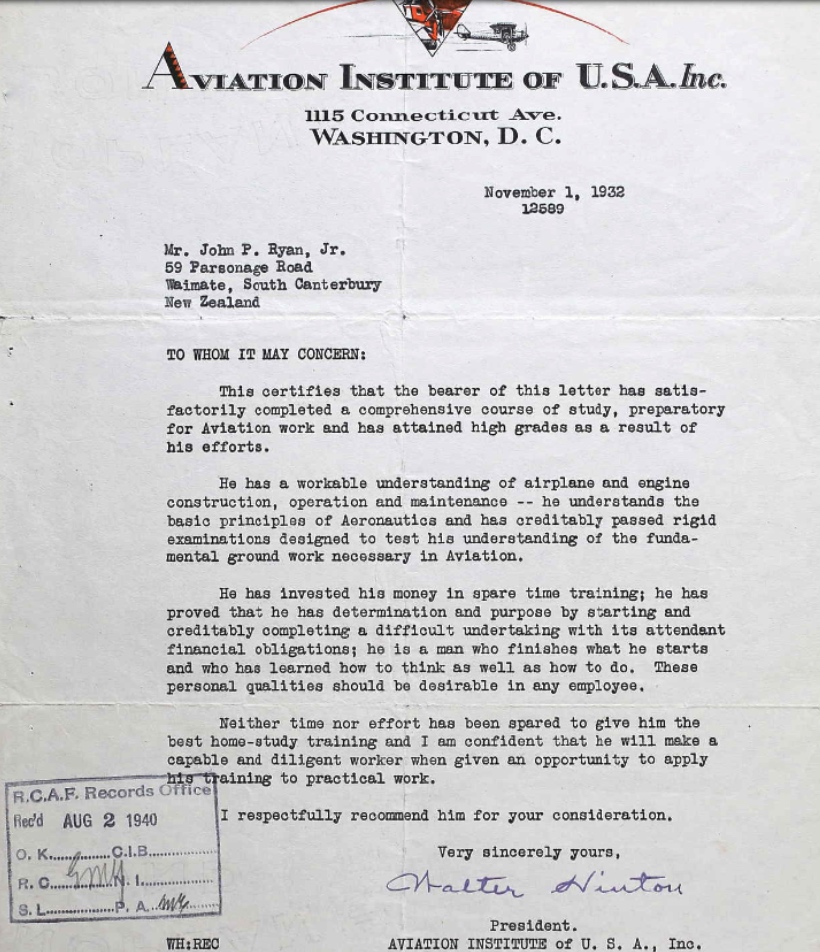 AVIATION INSTITUTE OF U.S.A. Inc.
1115 Connecticut Ave.
WASHINGTON, D. C.
November 1, 1932
12589
Mr. John P. Ryan, Jr.
59 Parsonage Road
Waimate, South Canterbury
New Zealand
TO WHOM IT MAY CONCERN:
This certifies that the bearer of this letter has satis-
factorily completed a comprehensive course of study, preparatory
for Aviation work and has attained high grades as a result of
his efforts.
He has a workable understanding of airplane and engine
construction, operation and maintenance -- he understands the
basic principles of Aeronautics and has creditably passed rigid
examinations designed to test his understanding of the funda-
mental ground work necessary in Aviation.
He has invested his money in spare time training; he has
proved that he has determination and purpose by starting and
creditably completing a difficult undertaking with its attendant
financial obligations; he is a man who finishes what he starts
and who has learned how to think as well as how to do. These
personal qualities should be desirable in any employee.
Neither time nor effort has been spared to give him the
best home-study training and I am confident that he will make a
capable and diligent worker when given an opportunity to apply
his training to practical work.
I respectfully recommend him for your consideration.
Very sincerely yours,
Walter Hinton
President.
WH:REC AVIATION INSTITUTE of U. S. A., Inc.
R.C.A.F. Records Office
Rec'd AUG 2 1940
O. K.............C.I.B................
R. C.............N. I..................
S. L.................P. A.............